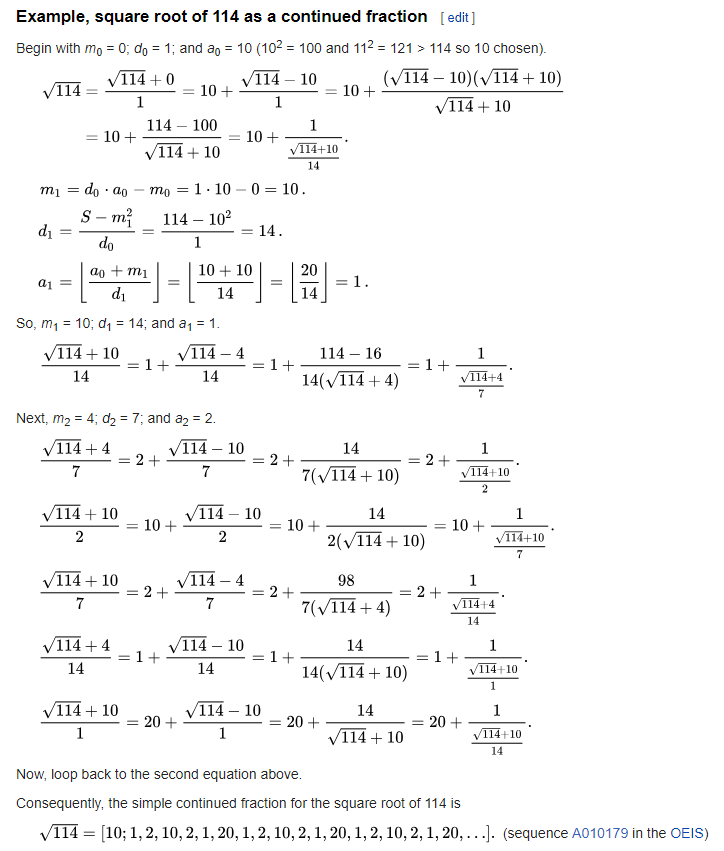 Example, square root of 114 as a continued fraction [ edit ]
Begin with m₀ = 0; d₀ = 1; and a₀ = 10 (10² = 100 and 11² = 121 > 114 so 10 chosen).
√114 = (√114 + 0)/1 = 10 + (√114 − 10)/1 = 10 + ((√114 − 10)(√114 + 10))/(√114 + 10)
= 10 + (114 − 100)/(√114 + 10) = 10 + 1/((√114+10)/14).
m₁ = d₀ · a₀ − m₀ = 1 · 10 − 0 = 10.
d₁ = (S − m₁²)/d₀ = (114 − 10²)/1 = 14.
a₁ = ⌊(a₀ + m₁)/d₁⌋ = ⌊(10 + 10)/14⌋ = ⌊20/14⌋ = 1.
So, m₁ = 10; d₁ = 14; and a₁ = 1.
(√114 + 10)/14 = 1 + (√114 − 4)/14 = 1 + (114 − 16)/(14(√114 + 4)) = 1 + 1/((√114+4)/7).
Next, m₂ = 4; d₂ = 7; and a₂ = 2.
(√114 + 4)/7 = 2 + (√114 − 10)/7 = 2 + 14/(7(√114 + 10)) = 2 + 1/((√114+10)/2).
(√114 + 10)/2 = 10 + (√114 − 10)/2 = 10 + 14/(2(√114 + 10)) = 10 + 1/((√114+10)/7).
(√114 + 10)/7 = 2 + (√114 − 4)/7 = 2 + 98/(7(√114 + 4)) = 2 + 1/((√114+4)/14).
(√114 + 4)/14 = 1 + (√114 − 10)/14 = 1 + 14/(14(√114 + 10)) = 1 + 1/((√114+10)/1).
(√114 + 10)/1 = 20 + (√114 − 10)/1 = 20 + 14/(√114 + 10) = 20 + 1/((√114+10)/14).
Now, loop back to the second equation above.
Consequently, the simple continued fraction for the square root of 114 is
√114 = [10; 1, 2, 10, 2, 1, 20, 1, 2, 10, 2, 1, 20, 1, 2, 10, 2, 1, 20, . . .]. (sequence A010179 in the OEIS)